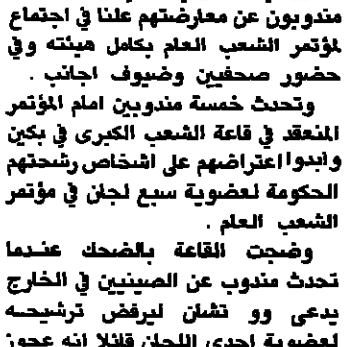 مندوبون عن معارضتهم علنا في اجتماع
لمؤتمر الشعب العام بكامل هيئته وفي
حضور صحفيين وضيوف اجانب .
وتحدث خمسة مندوبين امام المؤتمر
المنعقد في قاعة الشعب الكبرى في بكين
وابدوا اعتراضهم على اشخاص رشحتهم
الحكومة لعضوية سبع لجان في مؤتمر
الشعب العام .
وضجت القاعة بالضحك عندما
تحدث مندوب عن الصينيين في الخارج
يدعى وو تشان ليرفض ترشيحه
لعضوية احدى اللجان قائلا انه عجوز